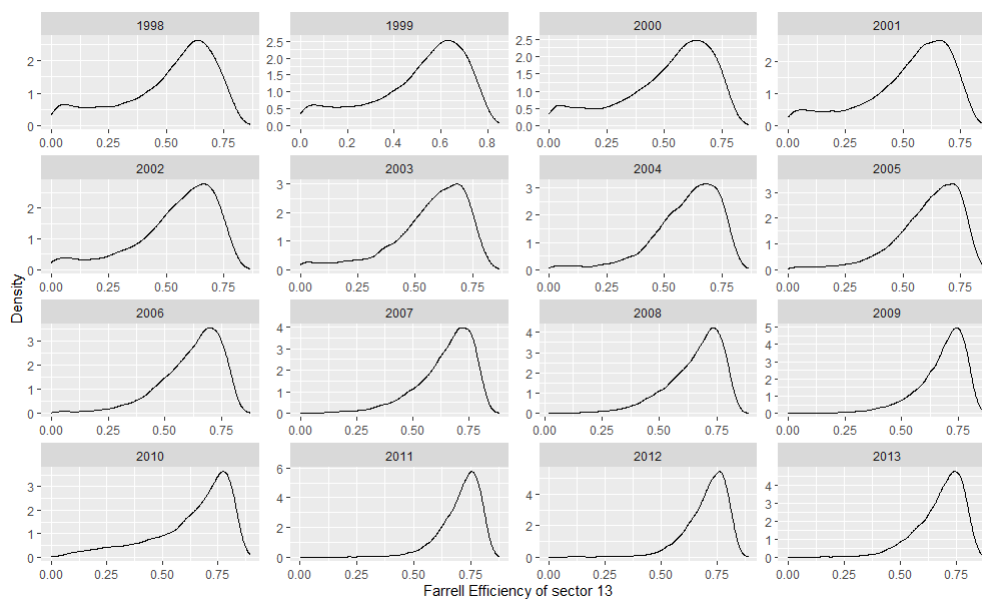 1998 1999 2000 2001
2 1 0 2.5 2.0 1.5 1.0 0.5 0.0 2.5 2.0 1.5 1.0 0.5 0.0 2 1 0
0.00 0.25 0.50 0.75 0.0 0.2 0.4 0.6 0.8 0.00 0.25 0.50 0.75 0.00 0.25 0.50 0.75
2002 2003 2004 2005
2 1 0 3 2 1 0 3 2 1 0 3 2 1 0
0.00 0.25 0.50 0.75 0.00 0.25 0.50 0.75 0.00 0.25 0.50 0.75 0.00 0.25 0.50 0.75
Density
2006 2007 2008 2009
3 2 1 0 4 3 2 1 0 4 3 2 1 0 5 4 3 2 1 0
0.00 0.25 0.50 0.75 0.00 0.25 0.50 0.75 0.00 0.25 0.50 0.75 0.00 0.25 0.50 0.75
2010 2011 2012 2013
3 2 1 0 6 4 2 0 4 2 0 4 3 2 1 0
0.00 0.25 0.50 0.75 0.00 0.25 0.50 0.75 0.00 0.25 0.50 0.75 0.00 0.25 0.50 0.75
Farrell Efficiency of sector 13